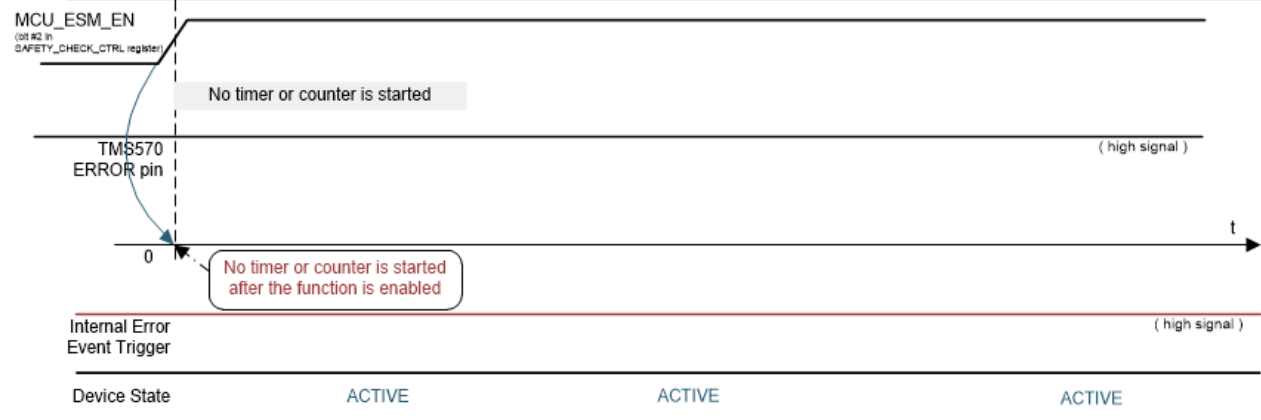 MCU_ESM_EN
(bit #2 in
SAFETY_CHECK_CTRL register)
No timer or counter is started
TMS570
ERROR pin
( high signal )
t
0
No timer or counter is started
after the function is enabled
Internal Error
Event Trigger
( high signal )
Device State
ACTIVE
ACTIVE
ACTIVE